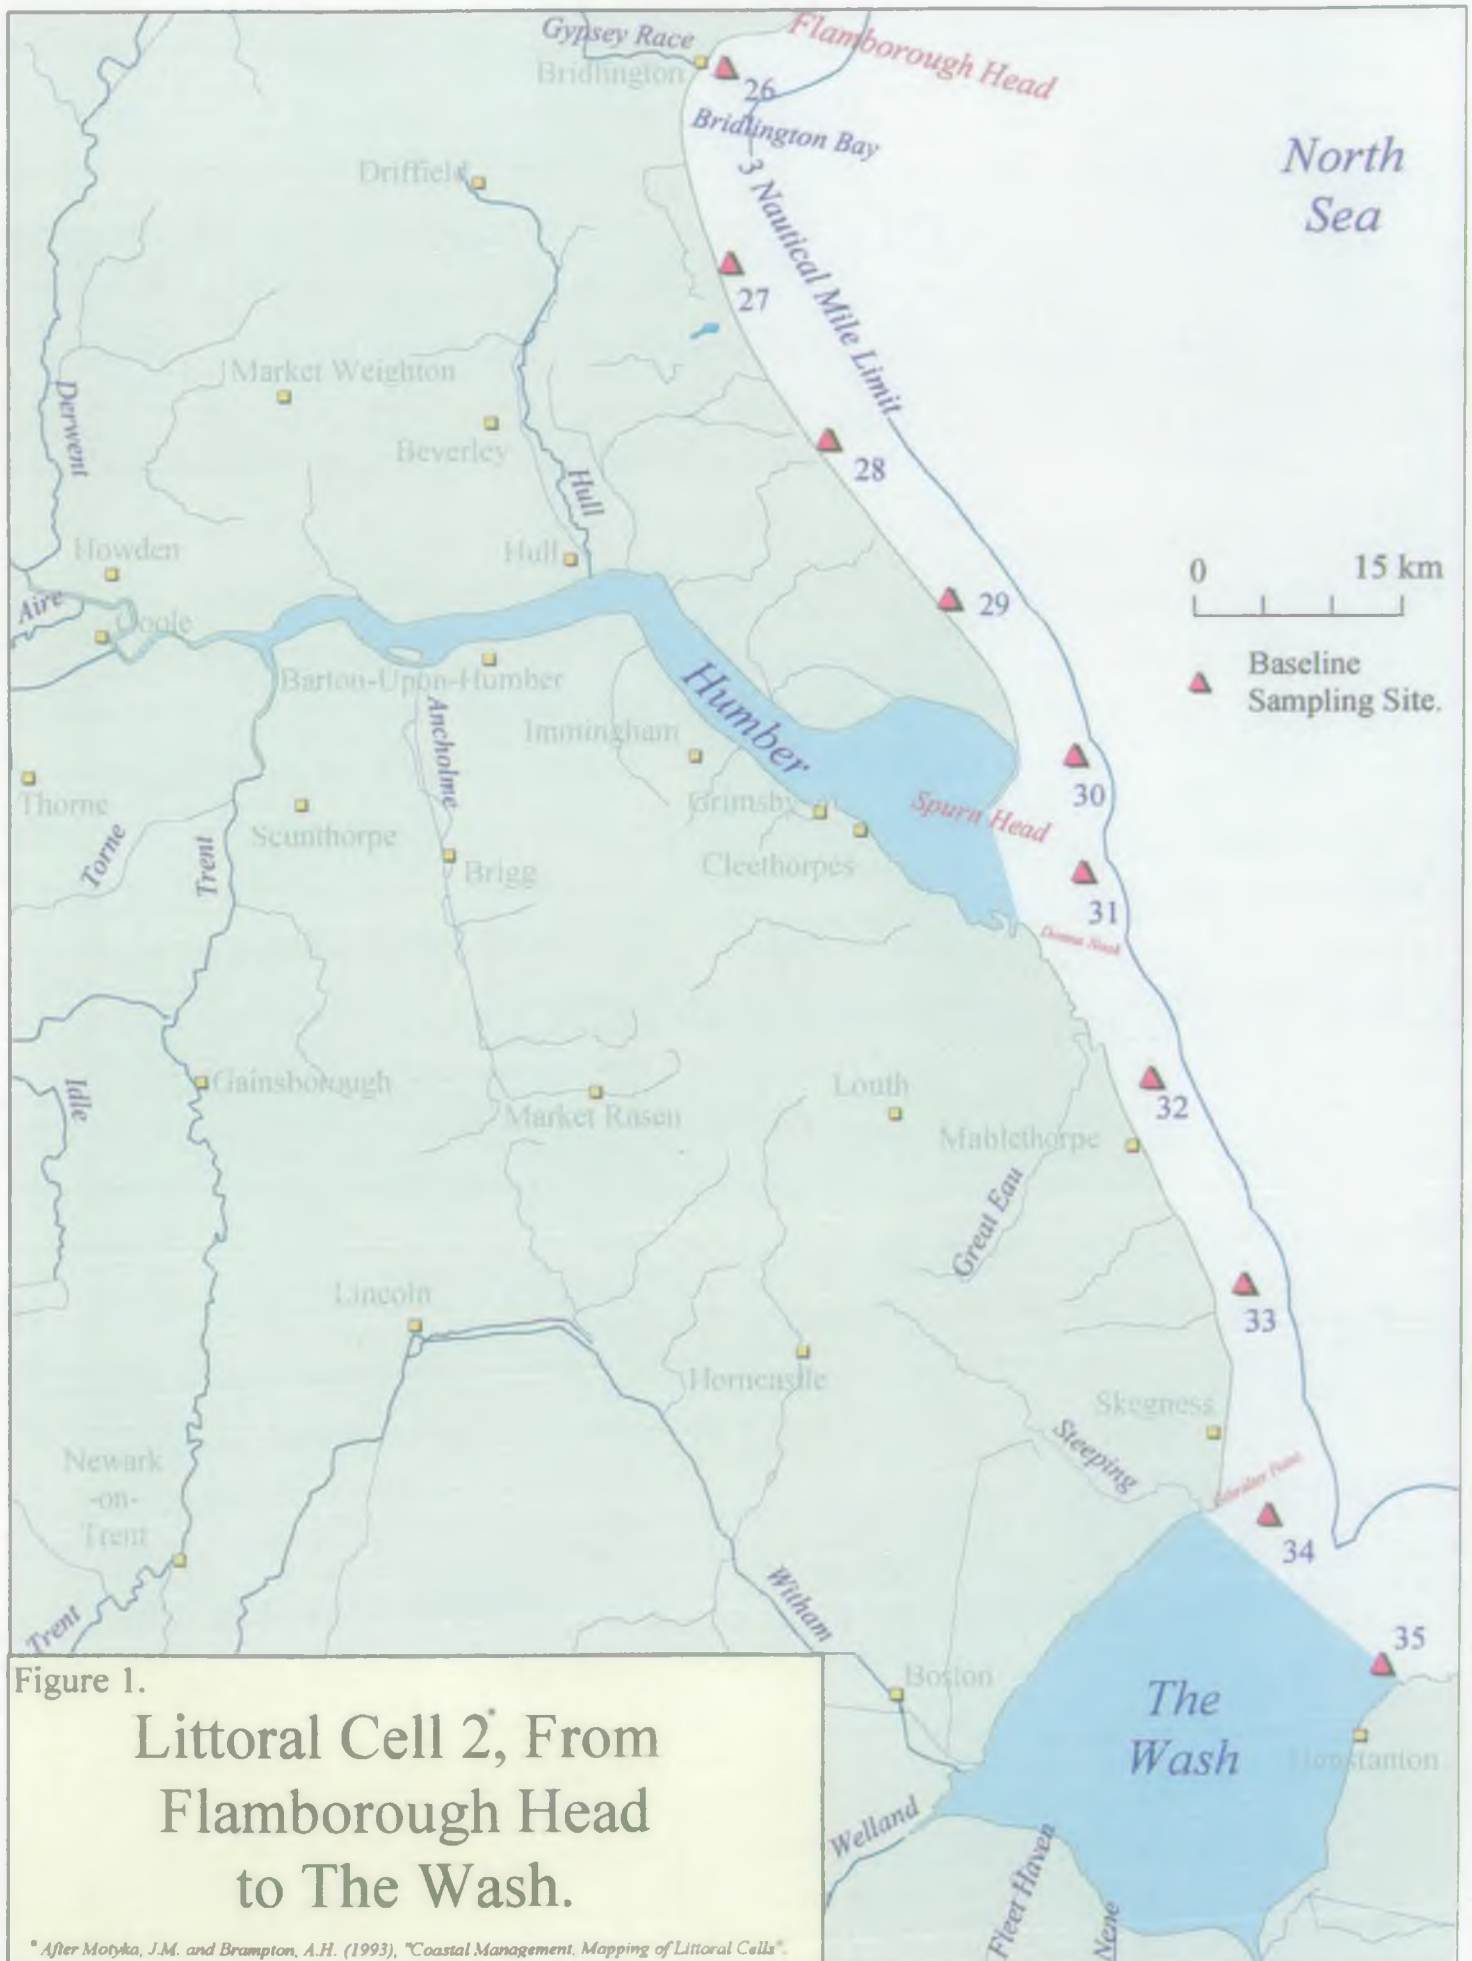 Gypsey Race
Flamborough Head
Bridlington
26
Bridlington Bay
North
Sea
3 Nautical Mile Limit
Driffield
27
Market Weighton
Derwent
Beverley
28
Hull
Howden
Hull
0 15 km
Aire
Goole
29
Baseline
Sampling Site.
Barton-Upon-Humber
Humber
Ancholme
Immingham
Thorne
Grimsby
Spurn Head
30
Torne
Trent
Scunthorpe
Brigg
Cleethorpes
31
Donna Nook
Idle
Gainsborough
Market Rasen
Louth
32
Mablethorpe
Great Eau
Lincoln
33
Horncastle
Skegness
Steeping
Newark
-on-
Trent
Gibralter Point
34
Trent
Witham
35
Boston
The
Wash
Hunstanton
Welland
Fleet Haven
Nene
Figure 1.
Littoral Cell 2*, From
Flamborough Head
to The Wash.
* After Motyka, J.M. and Brampton, A.H. (1993), "Coastal Management, Mapping of Littoral Cells".